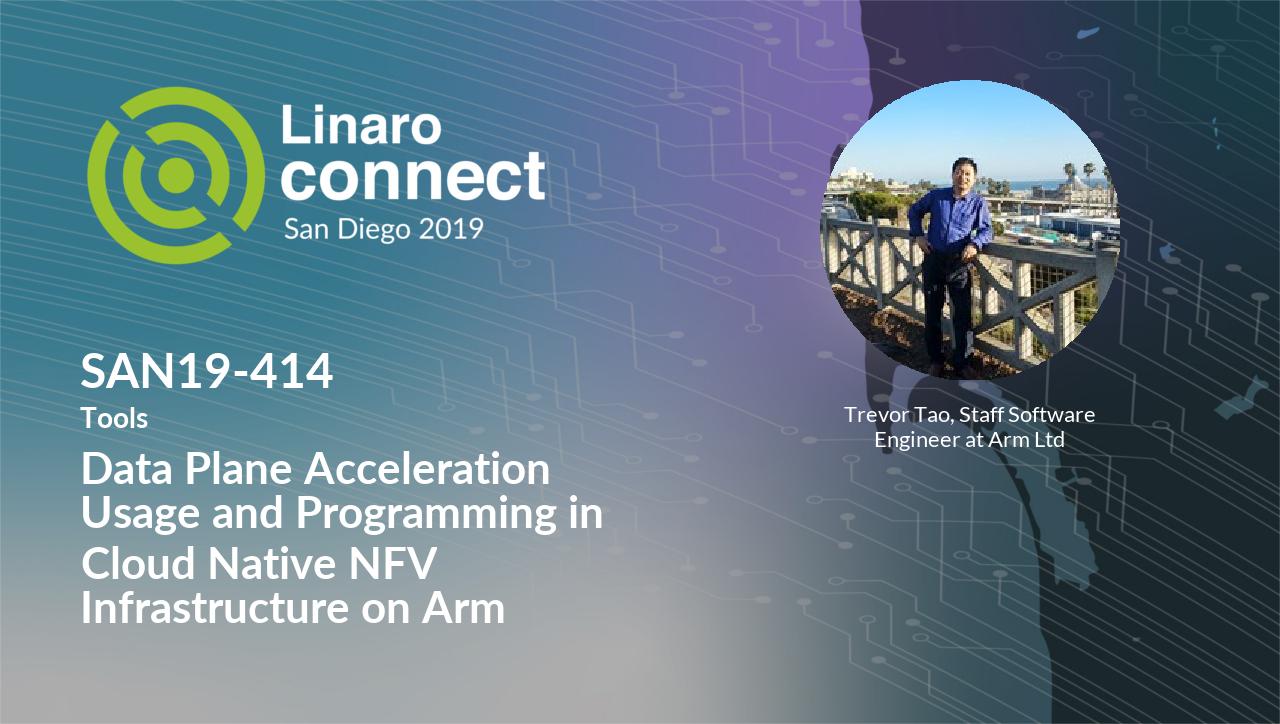 Linaro
connect
San Diego 2019
SAN19-414
Tools
Data Plane Acceleration
Usage and Programming in
Cloud Native NFV
Infrastructure on Arm
Trevor Tao, Staff Software
Engineer at Arm Ltd